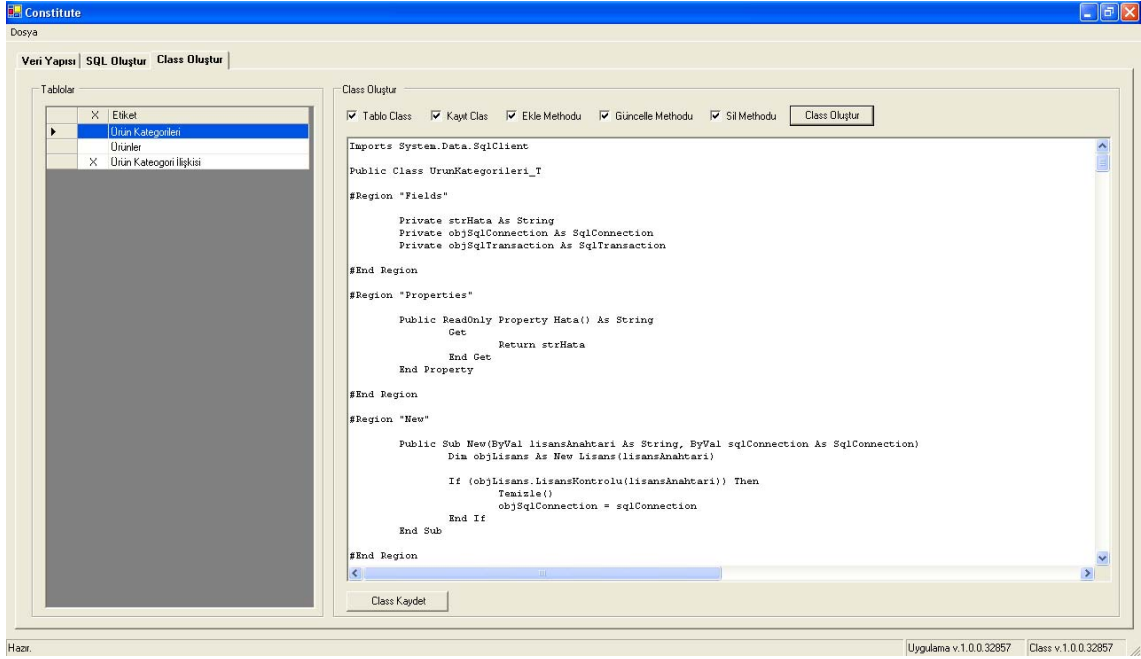 Constitute
Dosya
Veri Yapısı SQL Oluştur Class Oluştur
Tablolar
X Etiket
Ürün Kategorileri
Ürünler
X Ürün Kateogori İlişkisi
Class Oluştur
Tablo Class Kayıt Clas Ekle Methodu Güncelle Methodu Sil Methodu Class Oluştur
Imports System.Data.SqlClient
Public Class UrunKategorileri_T
#Region "Fields"
Private strHata As String
Private objSqlConnection As SqlConnection
Private objSqlTransaction As SqlTransaction
#End Region
#Region "Properties"
Public ReadOnly Property Hata() As String
Get
Return strHata
End Get
End Property
#End Region
#Region "New"
Public Sub New(ByVal lisansAnahtari As String, ByVal sqlConnection As SqlConnection)
Dim objLisans As New Lisans(lisansAnahtari)
If (objLisans.LisansKontrolu(lisansAnahtari)) Then
Temizle()
objSqlConnection = sqlConnection
End If
End Sub
#End Region
Class Kaydet
Hazır.
Uygulama v.1.0.0.32857 Class v.1.0.0.32857